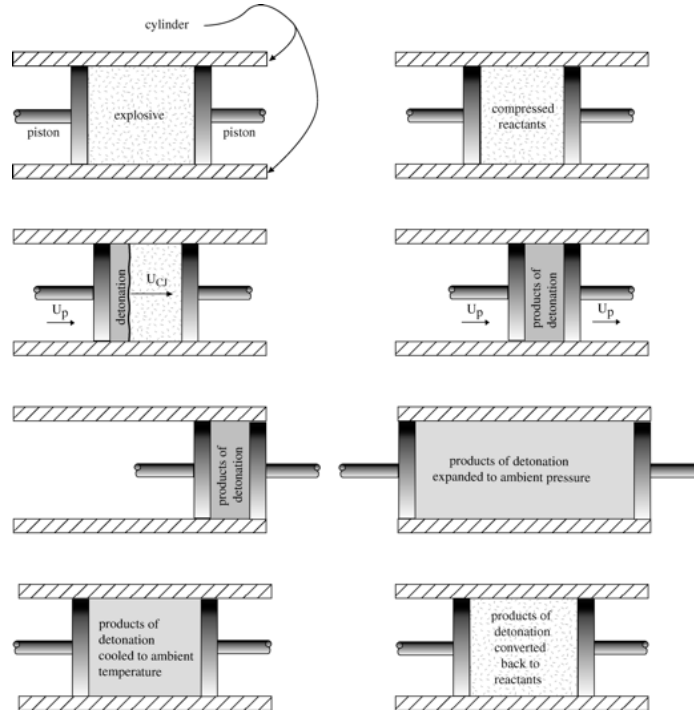 cylinder
explosive
piston
piston
compressed
reactants
detonation
U_CJ
U_p
products of
detonation
U_p
U_p
products of
detonation
products of detonation
expanded to ambient pressure
products of
detonation
cooled to ambient
temperature
products of
detonation
converted
back to
reactants